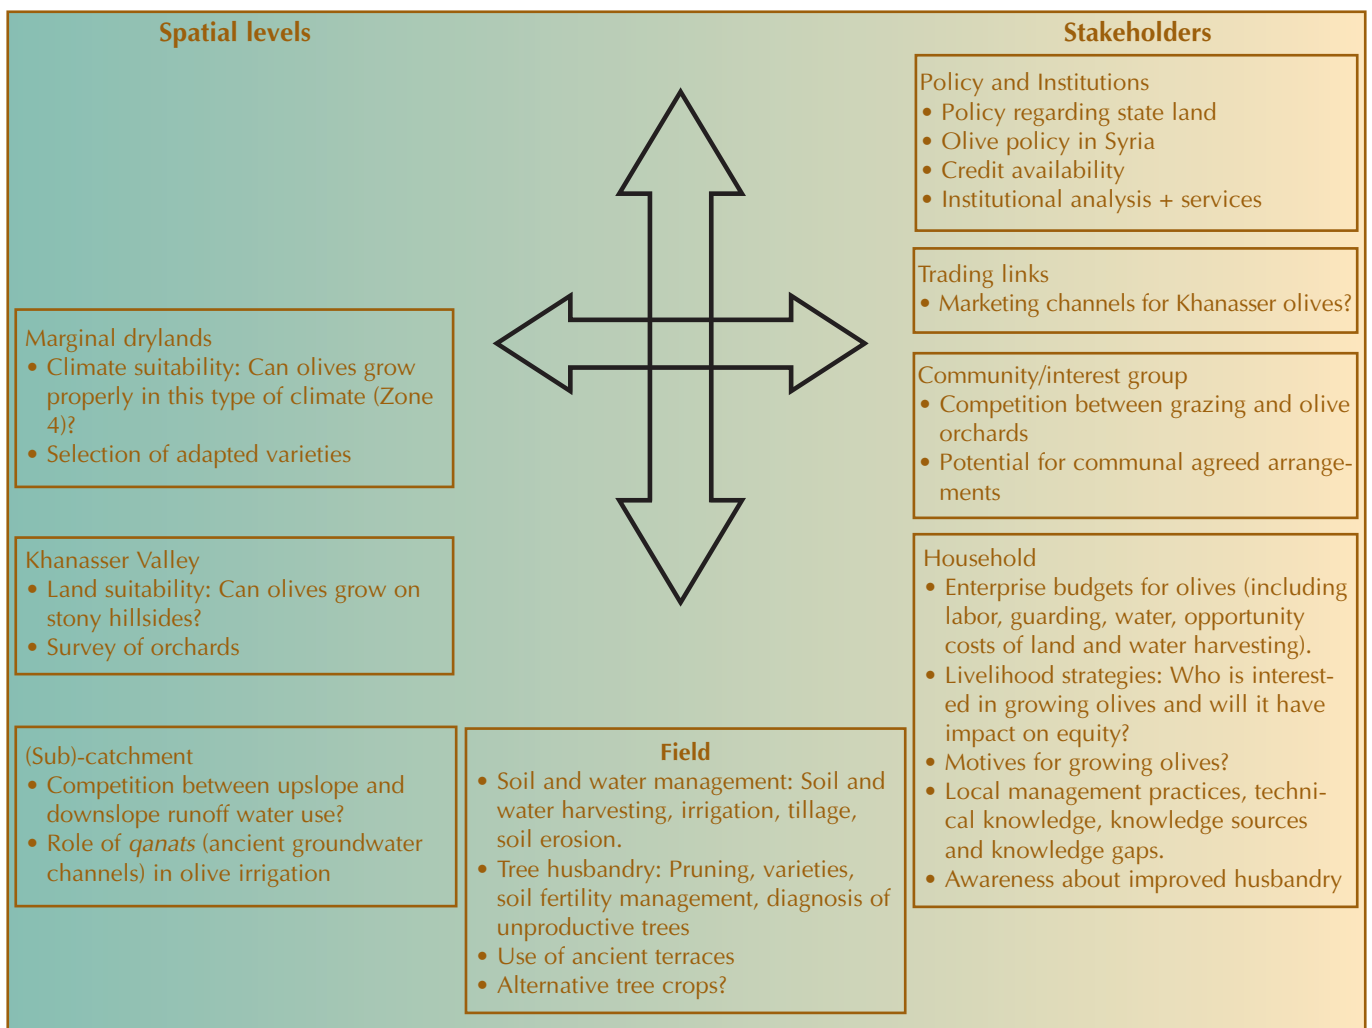 Spatial levels
Marginal drylands
• Climate suitability: Can olives grow
properly in this type of climate (Zone
4)?
• Selection of adapted varieties
Khanasser Valley
• Land suitability: Can olives grow on
stony hillsides?
• Survey of orchards
(Sub)-catchment
• Competition between upslope and
downslope runoff water use?
• Role of qanats (ancient groundwater
channels) in olive irrigation
Field
• Soil and water management: Soil and
water harvesting, irrigation, tillage,
soil erosion.
• Tree husbandry: Pruning, varieties,
soil fertility management, diagnosis of
unproductive trees
• Use of ancient terraces
• Alternative tree crops?
Stakeholders
Policy and Institutions
• Policy regarding state land
• Olive policy in Syria
• Credit availability
• Institutional analysis + services
Trading links
• Marketing channels for Khanasser olives?
Community/interest group
• Competition between grazing and olive
orchards
• Potential for communal agreed arrange-
ments
Household
• Enterprise budgets for olives (including
labor, guarding, water, opportunity
costs of land and water harvesting).
• Livelihood strategies: Who is interest-
ed in growing olives and will it have
impact on equity?
• Motives for growing olives?
• Local management practices, techni-
cal knowledge, knowledge sources
and knowledge gaps.
• Awareness about improved husbandry